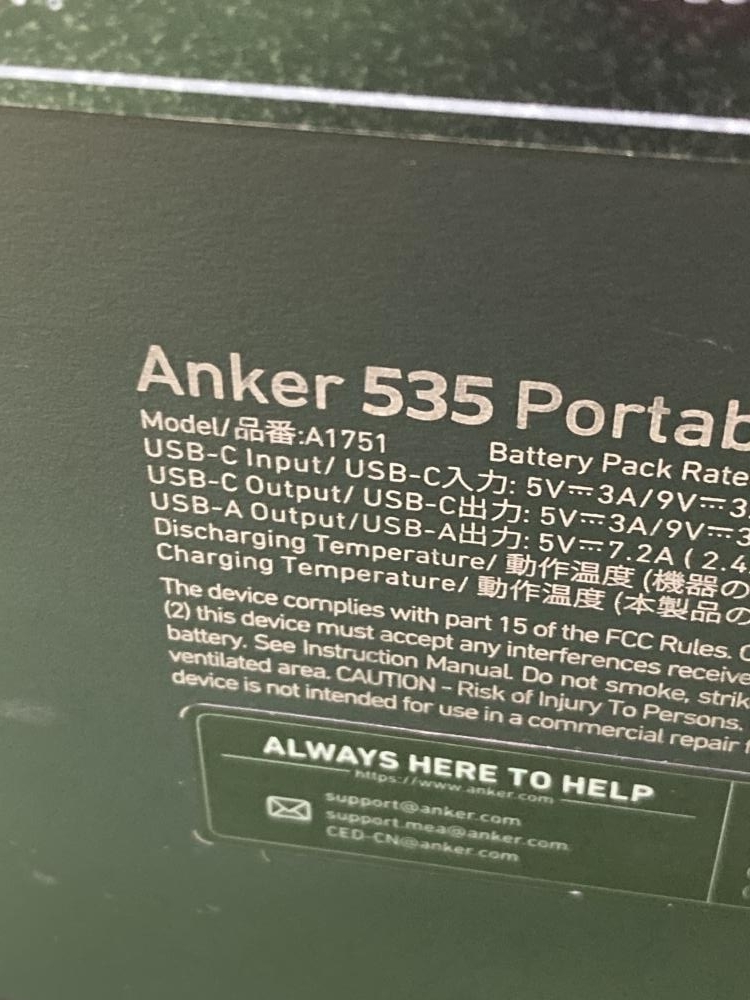 Anker 535 Portab
Model/品番:A1751
Battery Pack Rate
USB-C Input/ USB-C入力: 5V⎓3A/9V⎓3
USB-C Output/ USB-C出力: 5V⎓3A/9V⎓3
USB-A Output/USB-A出力: 5V⎓7.2A ( 2.4
Discharging Temperature/ 動作温度 (機器の
Charging Temperature/ 動作温度 (本製品の
The device complies with part 15 of the FCC Rules.
(2) this device must accept any interferences receive
battery. See Instruction Manual. Do not smoke, strik
ventilated area. CAUTION – Risk of Injury To Persons.
device is not intended for use in a commercial repair f
ALWAYS HERE TO HELP
https://www.anker.com
support@anker.com
support.mea@anker.com
CED-CN@anker.com